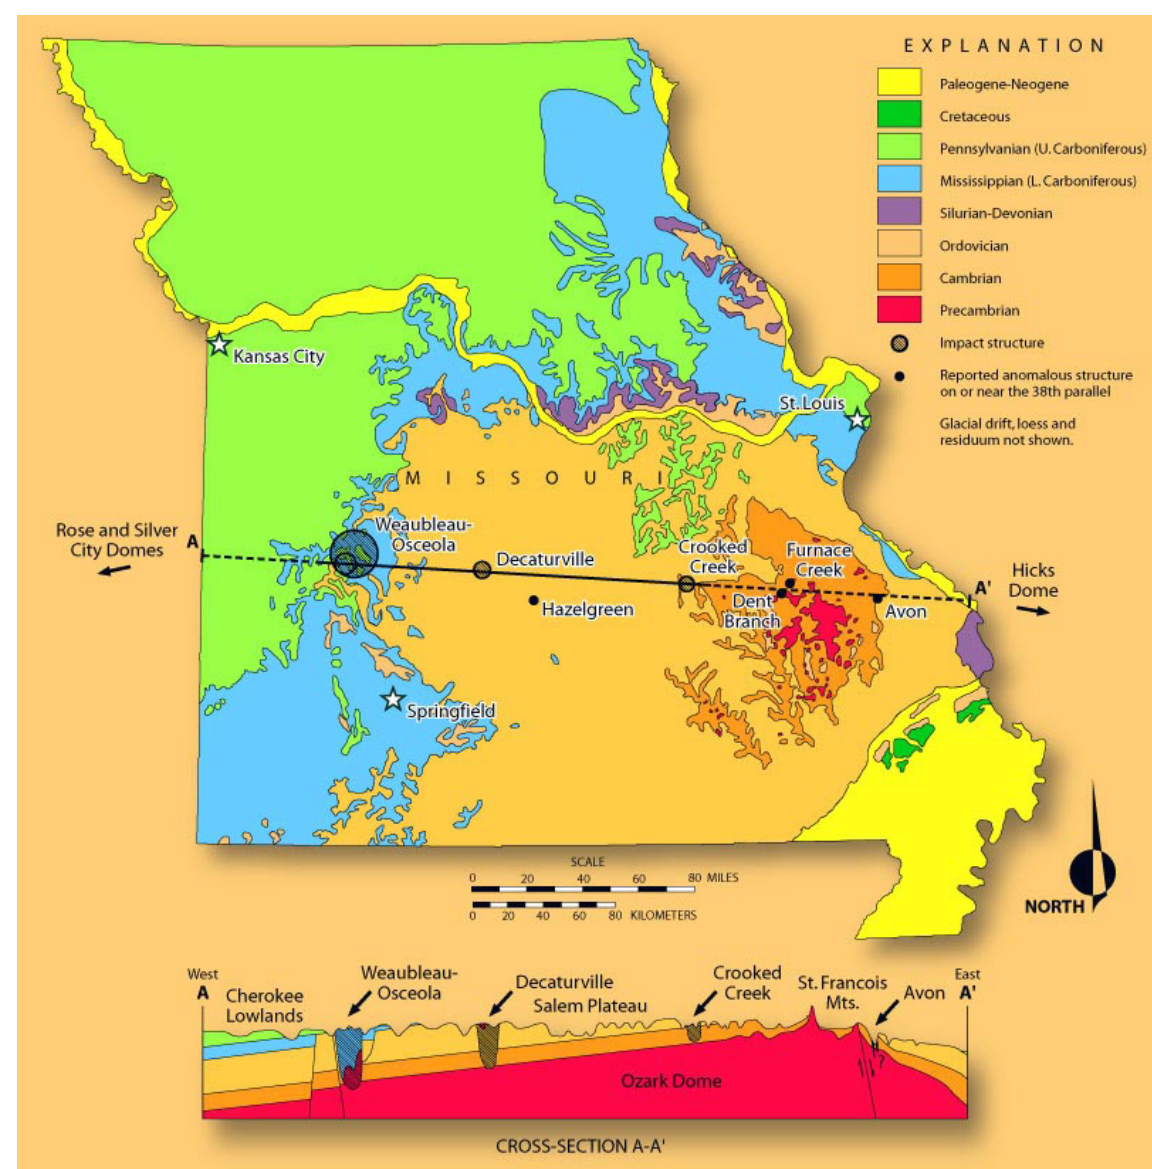 EXPLANATION
Paleogene-Neogene
Cretaceous
Pennsylvanian (U. Carboniferous)
Mississippian (L. Carboniferous)
Silurian-Devonian
Ordovician
Cambrian
Precambrian
Impact structure
Reported anomalous structure
on or near the 38th parallel
Glacial drift, loess and
residuum not shown.
Kansas City
St. Louis
MISSOURI
Rose and Silver
City Domes
A
Weaubleau-
Osceola
Decaturville
Hazelgreen
Crooked
Creek
Furnace
Creek
Dent
Branch
Avon
A'
Hicks
Dome
Springfield
SCALE
0 20 40 60 80 MILES
0 20 40 60 80 KILOMETERS
NORTH
West
A
Cherokee
Lowlands
Weaubleau-
Osceola
Decaturville
Salem Plateau
Crooked
Creek
St. Francois
Mts.
Avon
East
A'
?
Ozark Dome
CROSS-SECTION A-A'